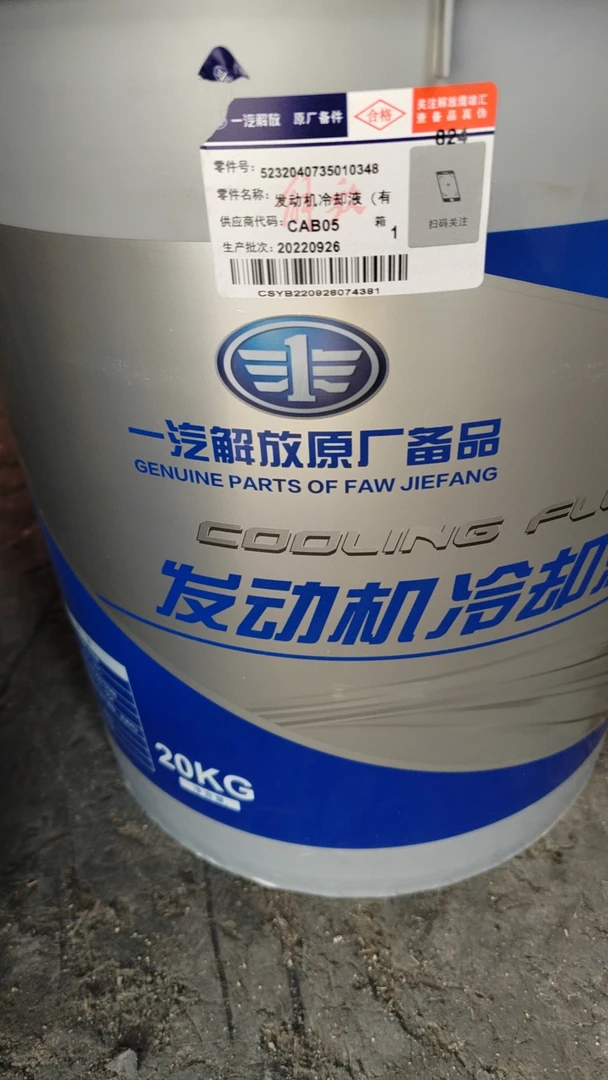 一汽解放 原厂备件
合格
关注解放鹰雄汇
查备品真伪
824
零件号: 5232040735010348
零件名称: 发动机冷却液（有
供应商代码: CAB05 箱 1
生产批次: 20220926
扫码关注
CSYB220926074381
一汽解放原厂备品
GENUINE PARTS OF FAW JIEFANG
COOLING FL
发动机冷却
20KG